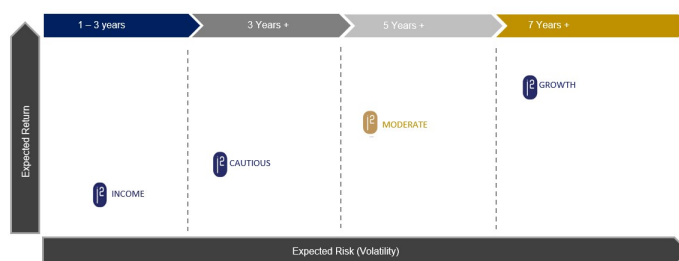 1 – 3 years
3 Years +
5 Years +
7 Years +
Expected Return
GROWTH
MODERATE
CAUTIOUS
INCOME
Expected Risk (Volatility)